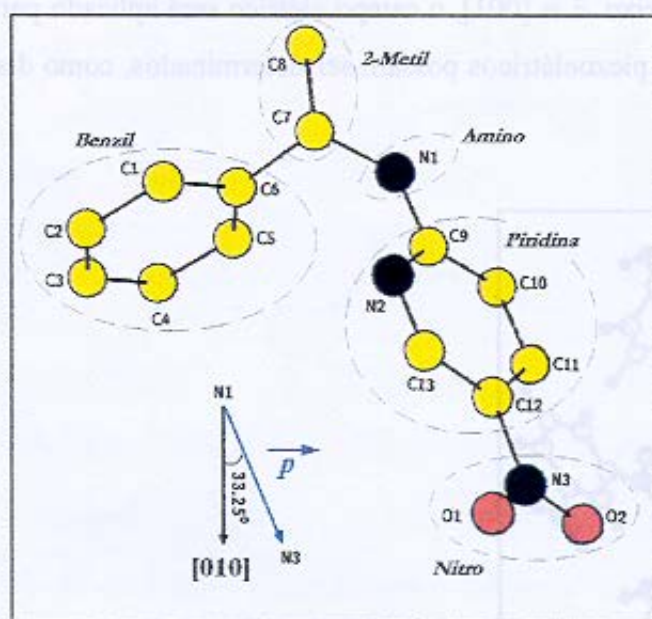 2-Metil
C8
C7
Amino
Benzil
N1
C1
C6
C9
Piridina
C2
C5
C10
C3
N2
C4
C11
C13
C12
N1
p
33.25°
N3
O1
O2
[010]
N3
Nitro